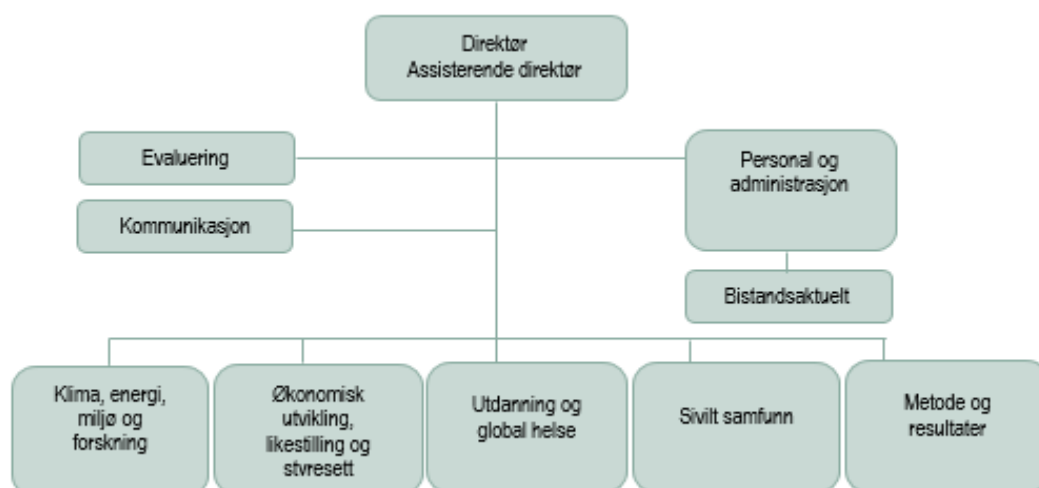 Direktør
Assisterende direktør
Evaluering
Personal og
administrasjon
Kommunikasjon
Bistandsaktuelt
Klima, energi,
miljø og
forskning
Økonomisk
utvikling,
likestilling og
styresett
Utdanning og
global helse
Sivilt samfunn
Metode og
resultater